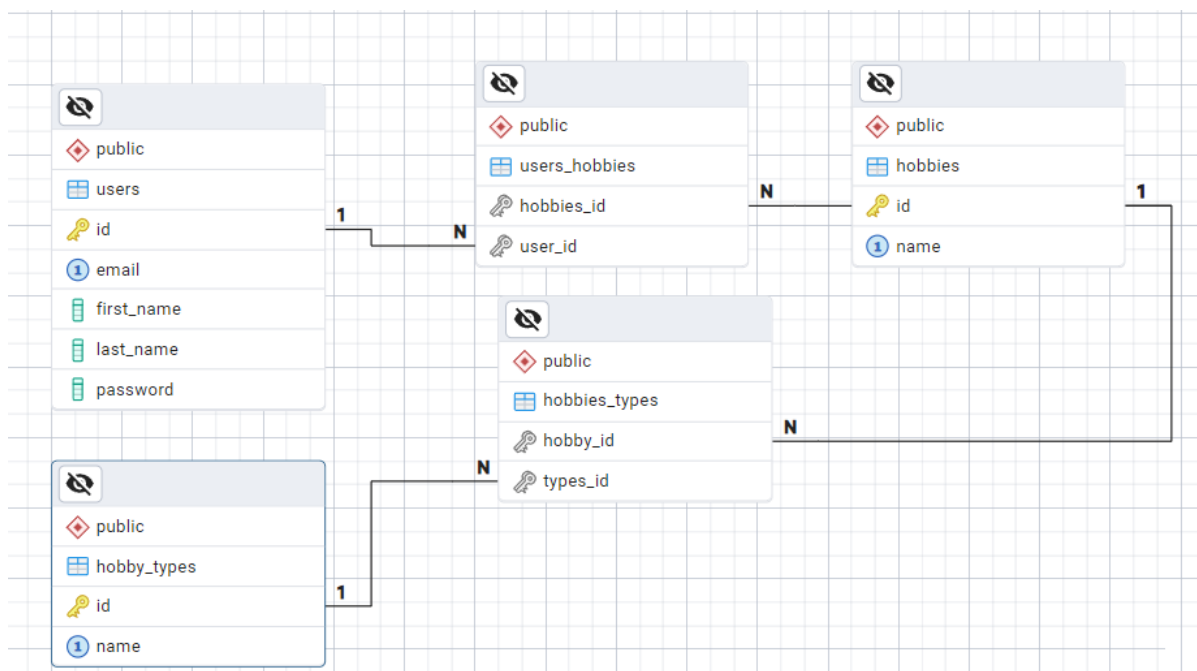 public
users
id
email
first_name
last_name
password
1
N
public
users_hobbies
hobbies_id
user_id
N
public
hobbies
id
name
1
public
hobbies_types
hobby_id
types_id
N
N
public
hobby_types
id
name
1